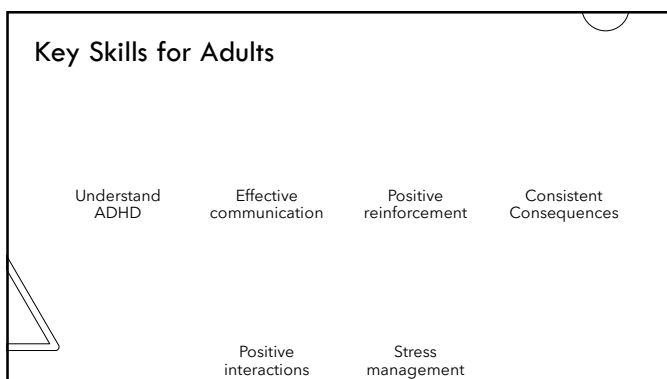 Key Skills for Adults
Understand
ADHD
Effective
communication
Positive
reinforcement
Consistent
Consequences
Positive
interactions
Stress
management